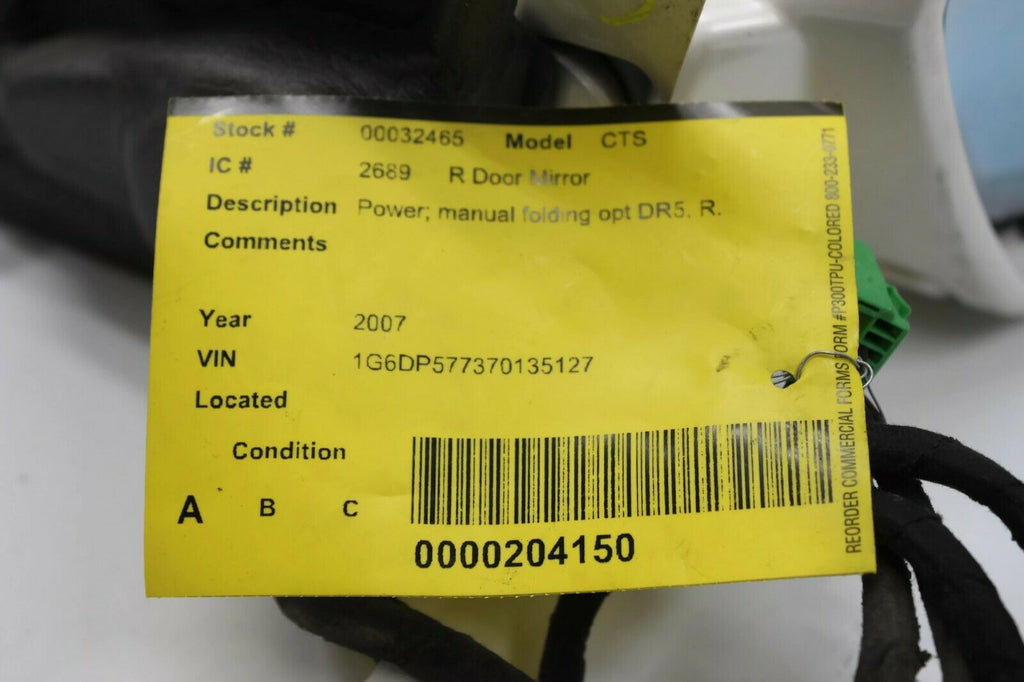 Stock # 00032465 Model CTS
IC # 2689 R Door Mirror
Description Power; manual folding opt DR5, R.
Comments
Year 2007
VIN 1G6DP577370135127
Located
Condition
A B C
0000204150
REORDER COMMERCIAL FORMS FORM #P300TPU-COLORED 800-233-9771